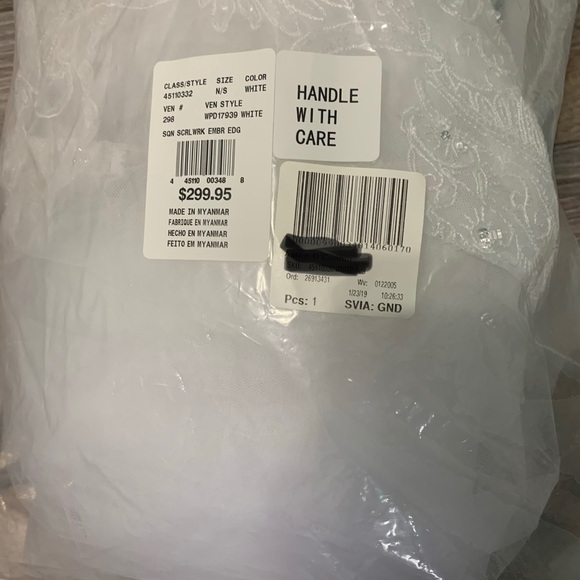 CLASS/STYLE SIZE COLOR
45110332 N/S WHITE
VEN # VEN STYLE
298 WPD17939 WHITE
SQN SCRLWRK EMBR EDG
4 45110 00348 8
$299.95
MADE IN MYANMAR
FABRIQUE EN MYANMAR
HECHO EN MYANMAR
FEITO EM MYANMAR
HANDLE
WITH
CARE
014060170
Ord: 26913431 Wv: 0122005
1/23/19 10:26:33
Pcs: 1 SVIA: GND